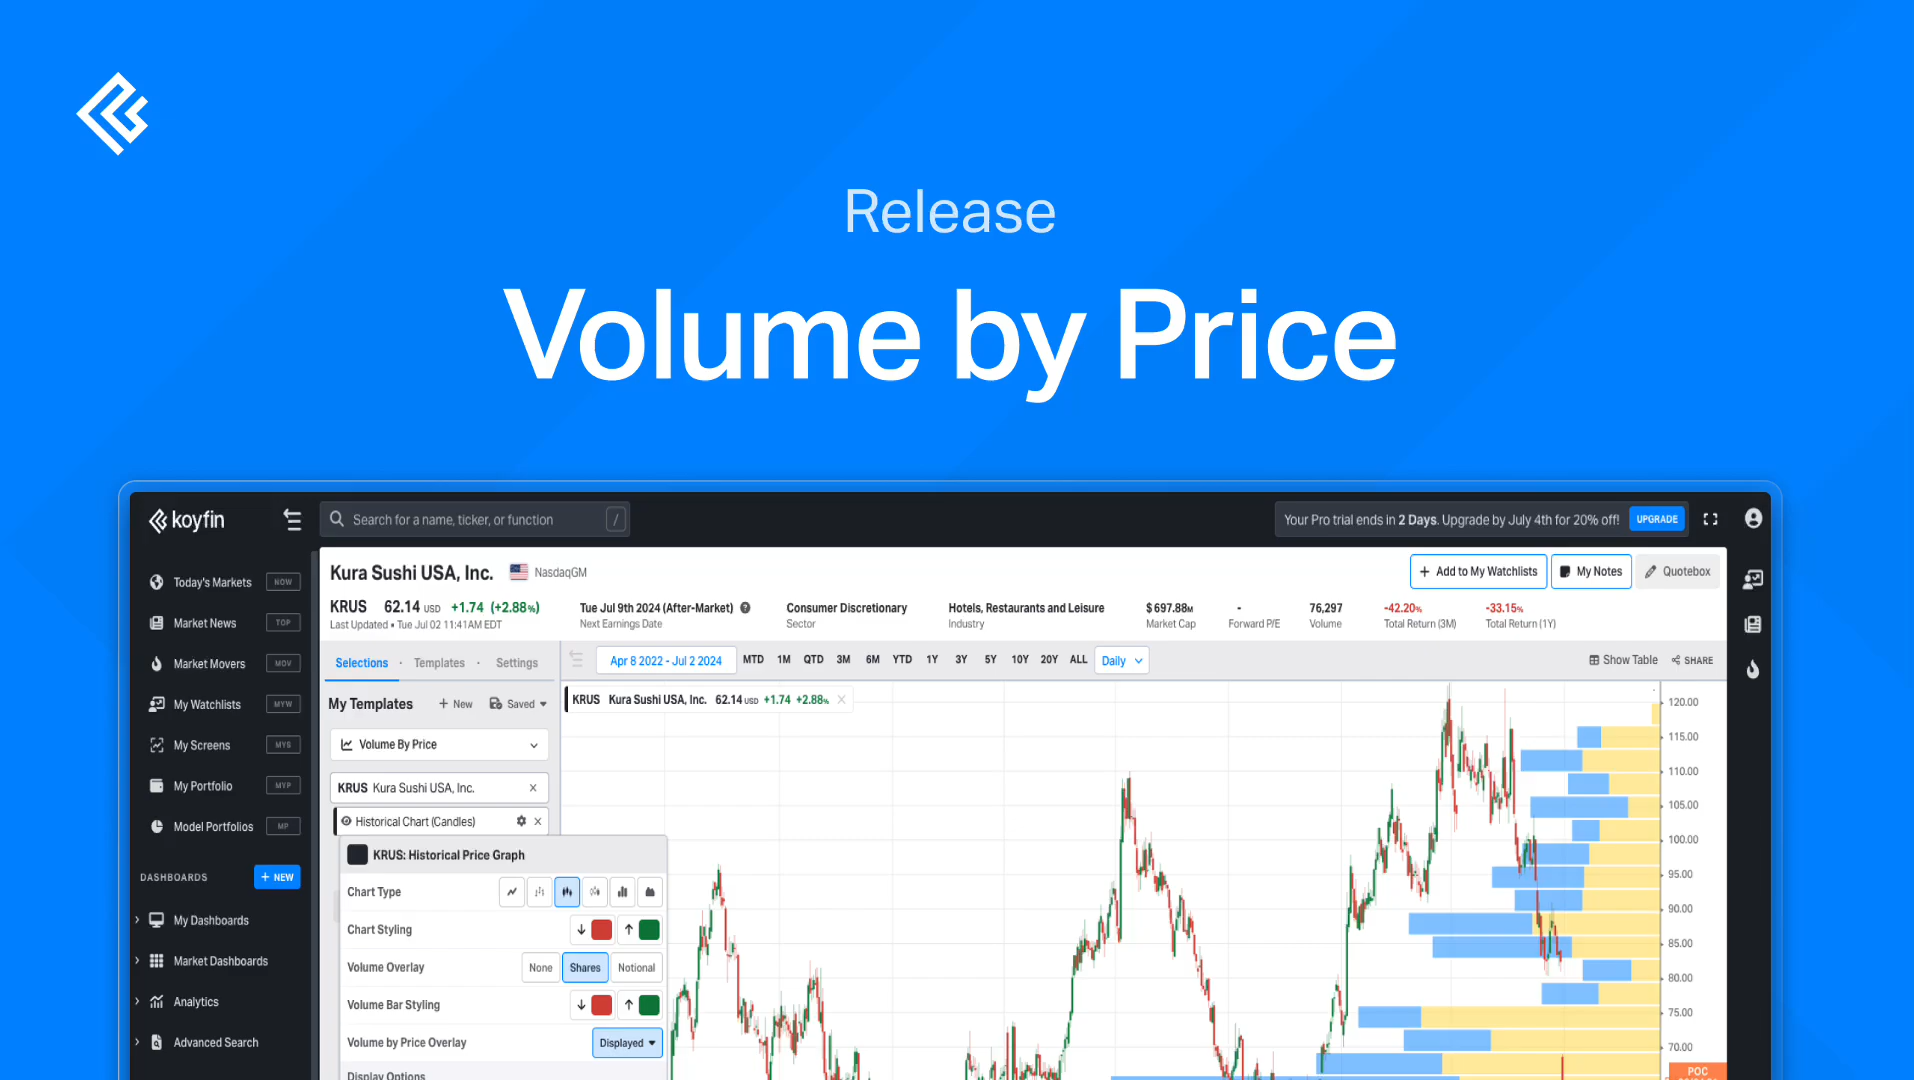 Release
Volume by Price
koyfin
Search for a name, ticker, or function /
Your Pro trial ends in 2 Days. Upgrade by July 4th for 20% off! UPGRADE
Today's Markets NOW
Market News TOP
Market Movers MOV
My Watchlists MYW
My Screens MYS
My Portfolio MYP
Model Portfolios MP
DASHBOARDS + NEW
My Dashboards
Market Dashboards
Analytics
Advanced Search
Kura Sushi USA, Inc. NasdaqGM
+ Add to My Watchlists My Notes Quotebox
KRUS 62.14 USD +1.74 (+2.88%)
Last Updated • Tue Jul 02 11:41AM EDT
Tue Jul 9th 2024 (After-Market) ?
Next Earnings Date
Consumer Discretionary
Sector
Hotels, Restaurants and Leisure
Industry
$ 697.88M
Market Cap
-
Forward P/E
76,297
Volume
-42.20%
Total Return (3M)
-33.15%
Total Return (1Y)
Selections · Templates · Settings
Apr 8 2022 - Jul 2 2024 MTD 1M QTD 3M 6M YTD 1Y 3Y 5Y 10Y 20Y ALL Daily
Show Table SHARE
My Templates + New Saved
Volume By Price
KRUS Kura Sushi USA, Inc. ×
Historical Chart (Candles) ×
KRUS: Historical Price Graph
Chart Type
Chart Styling
Volume Overlay None Shares Notional
Volume Bar Styling
Volume by Price Overlay Displayed
Display Options
KRUS Kura Sushi USA, Inc. 62.14 USD +1.74 +2.88% ×
120.00
115.00
110.00
105.00
100.00
95.00
90.00
85.00
80.00
75.00
70.00
POC